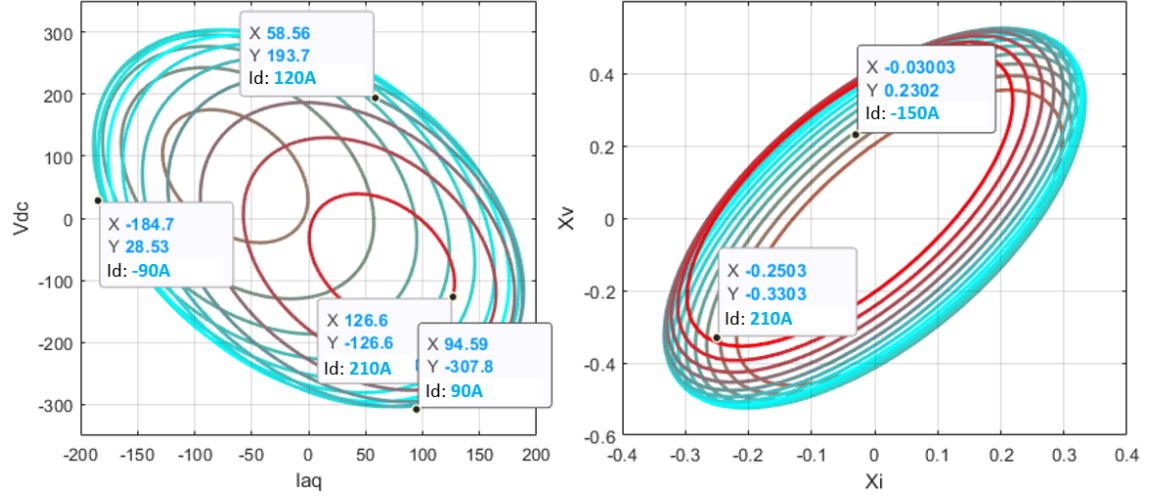 300
200
100
0
-100
-200
-300
Vdc
-200
-150
-100
-50
0
50
100
150
200
Iaq
X 58.56
Y 193.7
Id: 120A
X -184.7
Y 28.53
Id: -90A
X 126.6
Y -126.6
Id: 210A
X 94.59
Y -307.8
Id: 90A
0.4
0.2
0
-0.2
-0.4
-0.6
Xv
-0.4
-0.3
-0.2
-0.1
0
0.1
0.2
0.3
0.4
Xi
X -0.03003
Y 0.2302
Id: -150A
X -0.2503
Y -0.3303
Id: 210A